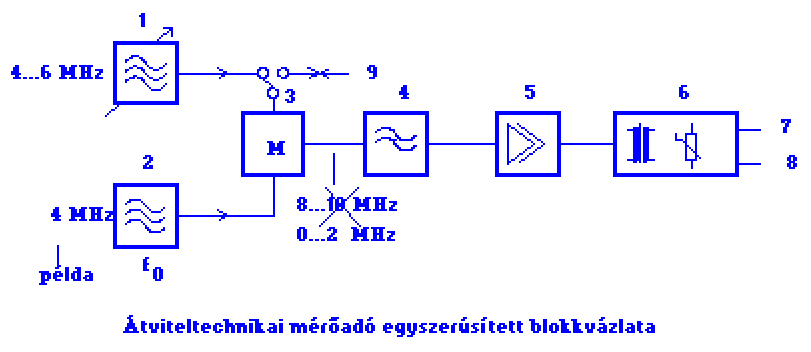 1
4...6 MHz
9
3
4
5
6
7
M
8
2
4 MHz
8...10 MHz
0...2 MHz
f0
példa
Átviteltechnikai mérőadó egyszerűsített blokkvázlata